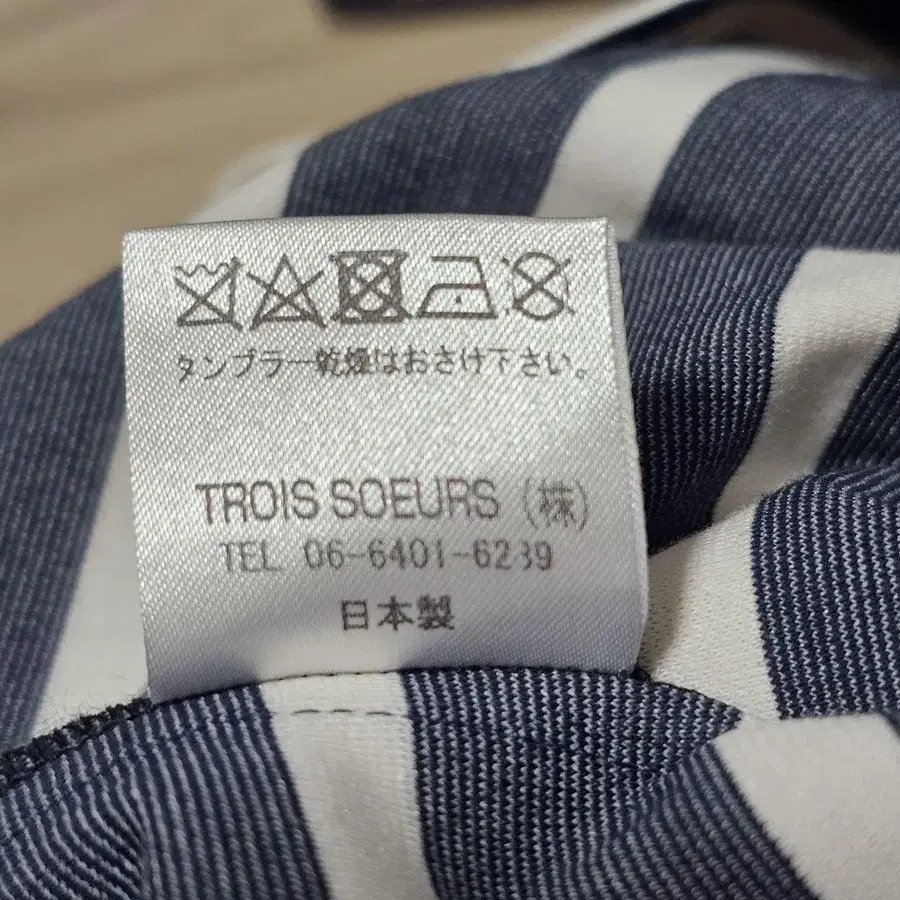 タンブラー乾燥はおさけ下さい。
TROIS SOEURS (株)
TEL 06-6401-6239
日本製